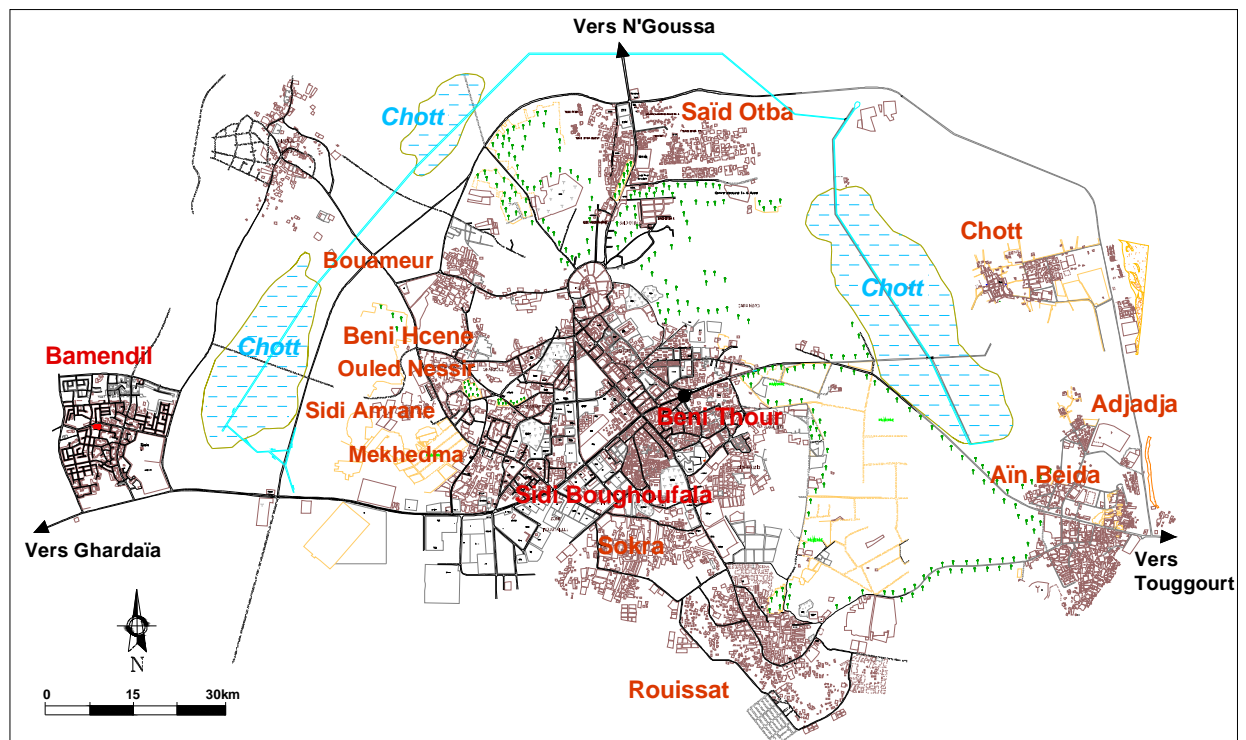 Vers N'Goussa
Chott
Saïd Otba
Chott
Bouameur
Chott
Beni Hcene
Bamendil
Chott
Ouled Nessir
Sidi Amrane
Beni Thour
Adjadja
Mekhedma
Aïn Beida
Sidi Boughoufala
Sokra
Vers Ghardaïa
Vers
Touggourt
N
Rouissat
0 15 30km